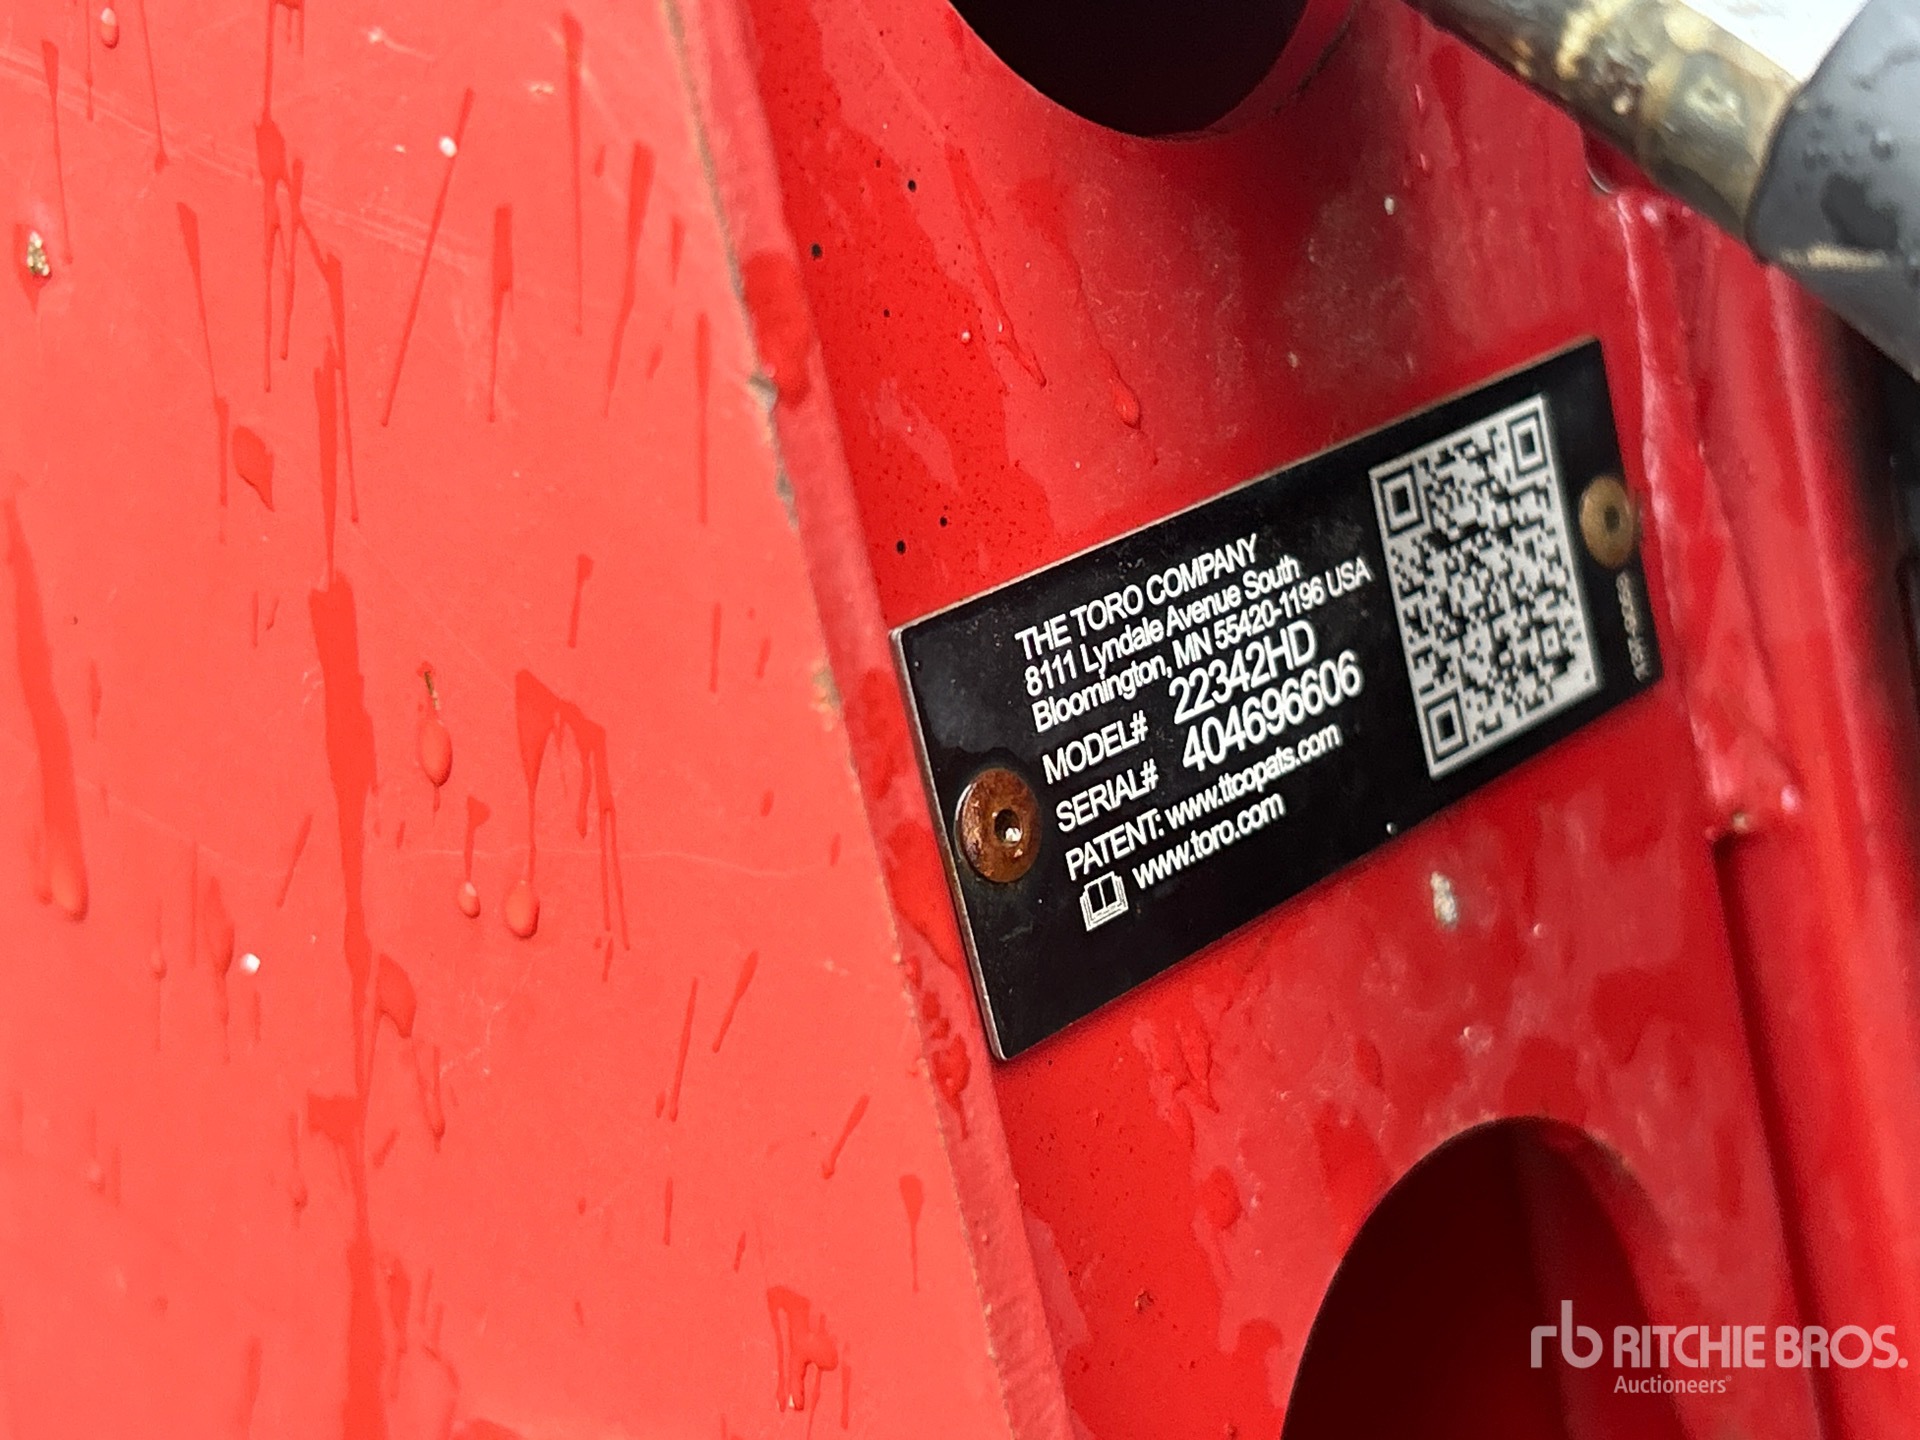 THE TORO COMPANY
8111 Lyndale Avenue South
Bloomington, MN 55420-1196 USA
MODEL# 22342HD
SERIAL# 404696606
PATENT: www.ttcopats.com
www.toro.com
rb RITCHIE BROS.
Auctioneers